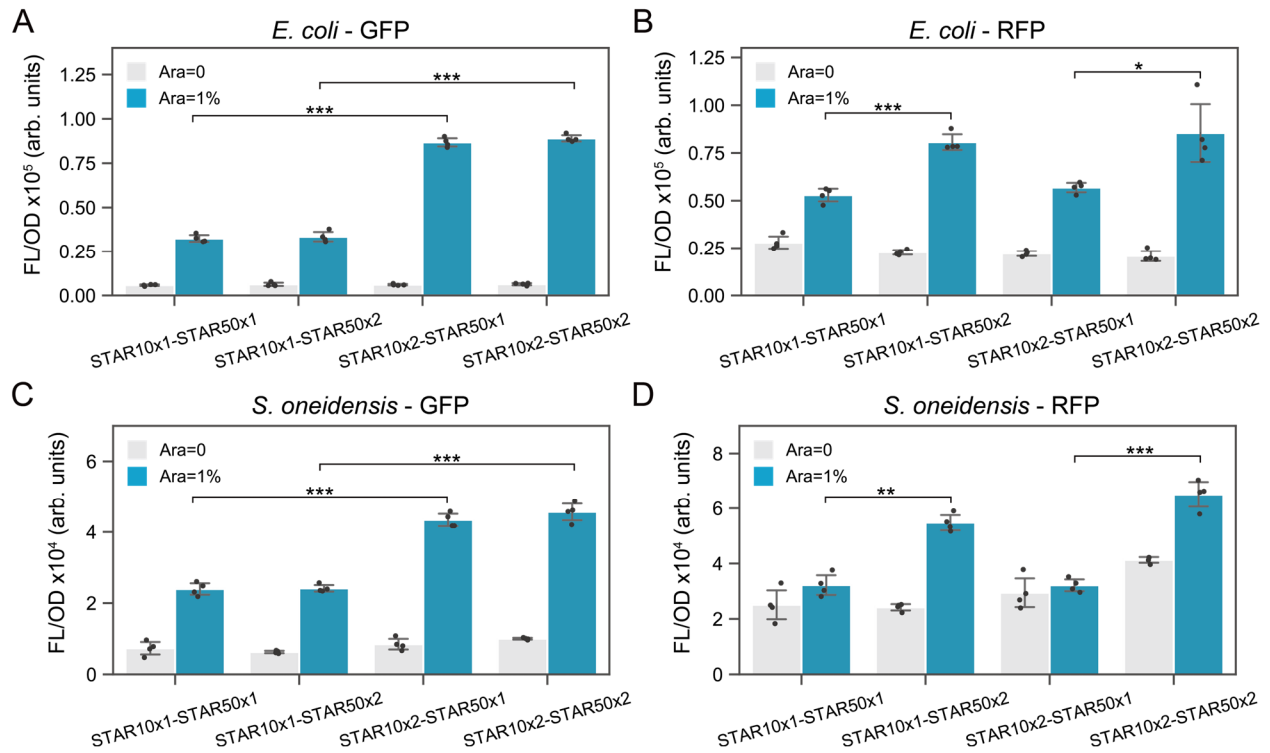 A
E. coli - GFP
FL/OD x10⁵ (arb. units)
1.25
1.00
0.75
0.50
0.25
0.00
Ara=0
Ara=1%
***
***
STAR10x1-STAR50x1
STAR10x1-STAR50x2
STAR10x2-STAR50x1
STAR10x2-STAR50x2
B
E. coli - RFP
FL/OD x10⁵ (arb. units)
1.25
1.00
0.75
0.50
0.25
0.00
Ara=0
Ara=1%
***
*
STAR10x1-STAR50x1
STAR10x1-STAR50x2
STAR10x2-STAR50x1
STAR10x2-STAR50x2
C
S. oneidensis - GFP
FL/OD x10⁴ (arb. units)
6
4
2
0
Ara=0
Ara=1%
***
***
STAR10x1-STAR50x1
STAR10x1-STAR50x2
STAR10x2-STAR50x1
STAR10x2-STAR50x2
D
S. oneidensis - RFP
FL/OD x10⁴ (arb. units)
8
6
4
2
0
Ara=0
Ara=1%
**
***
STAR10x1-STAR50x1
STAR10x1-STAR50x2
STAR10x2-STAR50x1
STAR10x2-STAR50x2